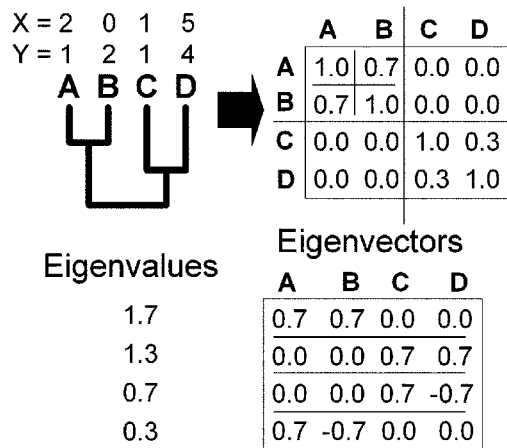 X = 2 0 1 5
Y = 1 2 1 4
A B C D
A B C D
A 1.0 0.7 0.0 0.0
B 0.7 1.0 0.0 0.0
C 0.0 0.0 1.0 0.3
D 0.0 0.0 0.3 1.0
Eigenvalues
1.7
1.3
0.7
0.3
Eigenvectors
A B C D
0.7 0.7 0.0 0.0
0.0 0.0 0.7 0.7
0.0 0.0 0.7 -0.7
0.7 -0.7 0.0 0.0